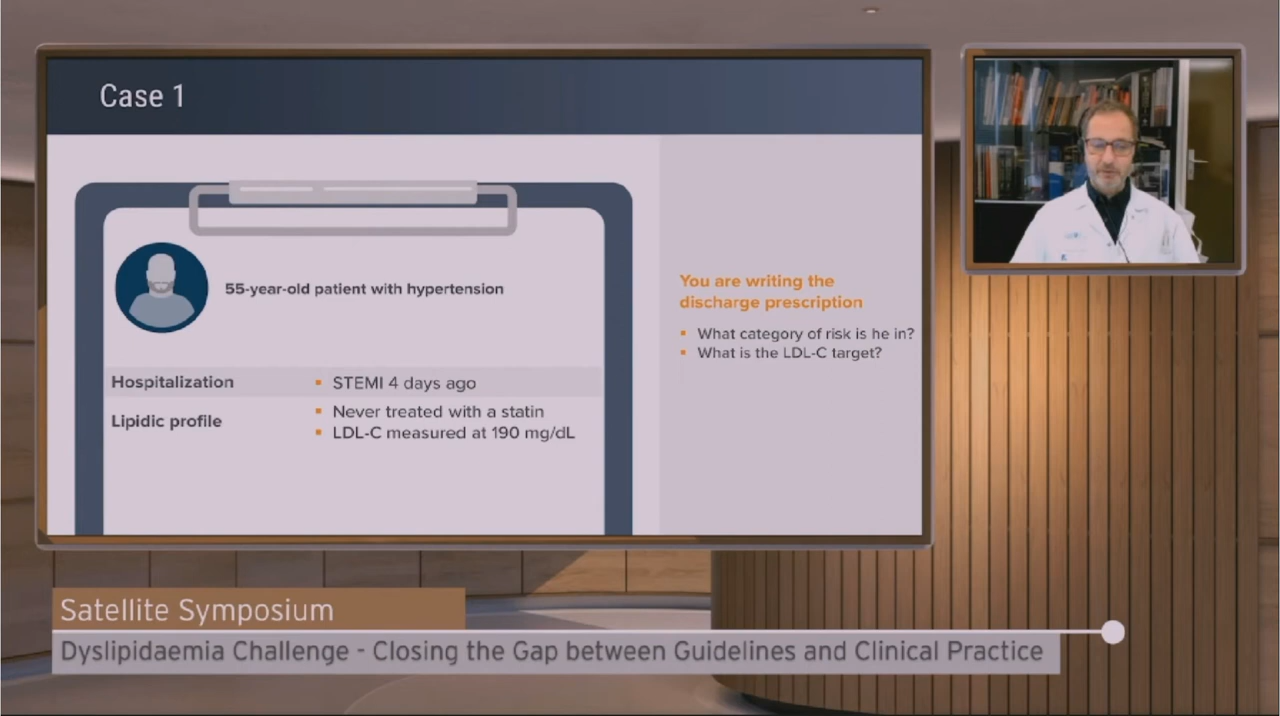 Case 1
55-year-old patient with hypertension
Hospitalization
▪ STEMI 4 days ago
Lipidic profile
▪ Never treated with a statin
▪ LDL-C measured at 190 mg/dL
You are writing the
discharge prescription
▪ What category of risk is he in?
▪ What is the LDL-C target?
Satellite Symposium
Dyslipidaemia Challenge - Closing the Gap between Guidelines and Clinical Practice